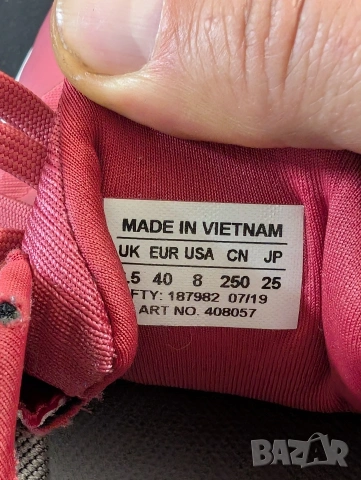 MADE IN VIETNAM
UK EUR USA CN JP
.5 40 8 250 25
FTY: 187982 07/19
ART NO. 408057
BAZAR